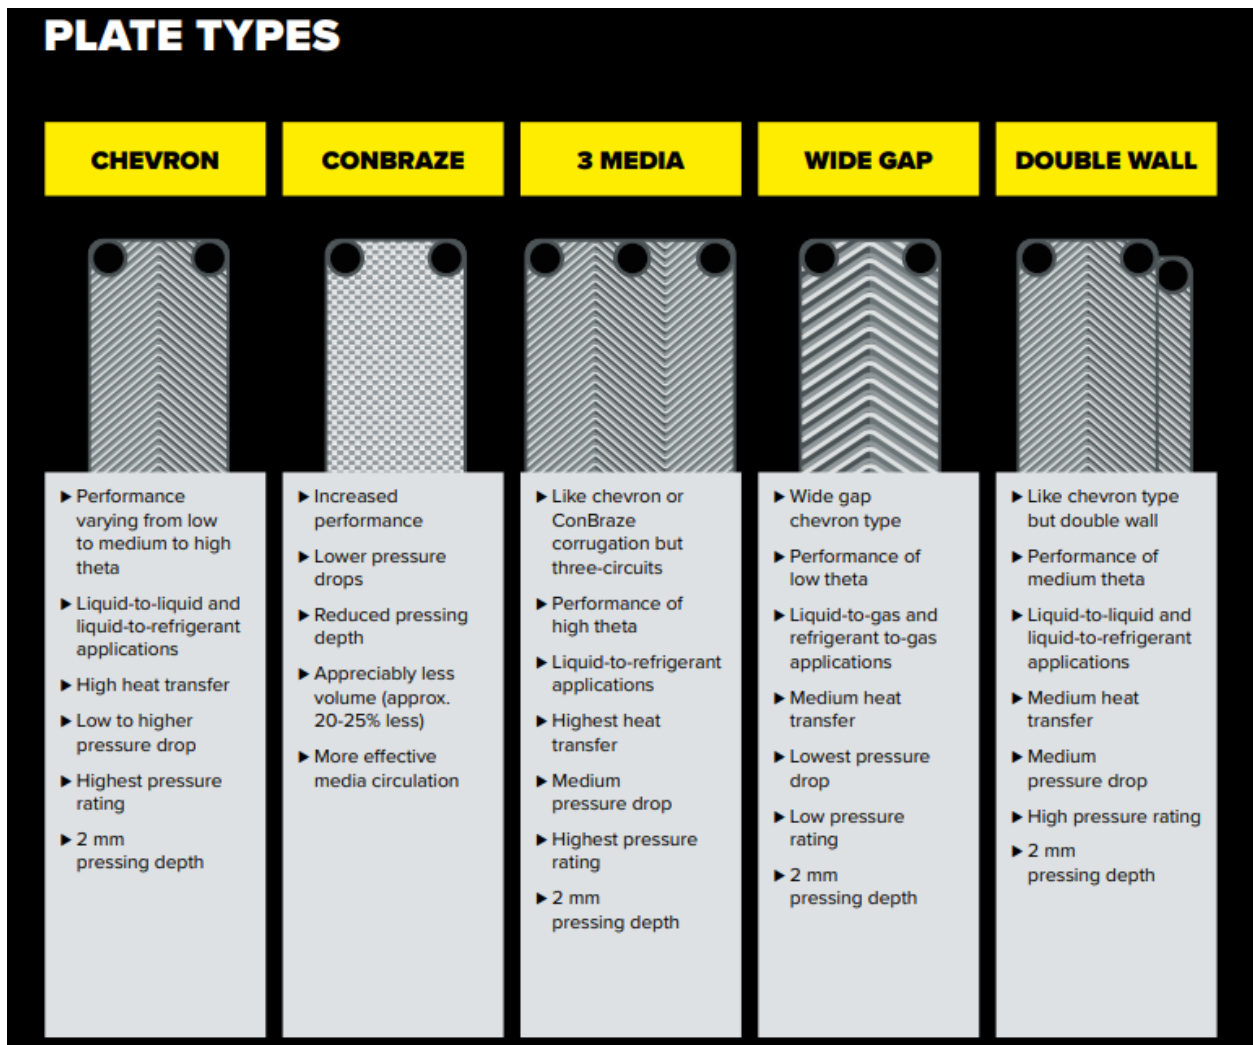 PLATE TYPES
CHEVRON
▶ Performance
varying from low
to medium to high
theta
▶ Liquid-to-liquid and
liquid-to-refrigerant
applications
▶ High heat transfer
▶ Low to higher
pressure drop
▶ Highest pressure
rating
▶ 2 mm
pressing depth
CONBRAZE
▶ Increased
performance
▶ Lower pressure
drops
▶ Reduced pressing
depth
▶ Appreciably less
volume (approx.
20-25% less)
▶ More effective
media circulation
3 MEDIA
▶ Like chevron or
ConBraze
corrugation but
three-circuits
▶ Performance of
high theta
▶ Liquid-to-refrigerant
applications
▶ Highest heat
transfer
▶ Medium
pressure drop
▶ Highest pressure
rating
▶ 2 mm
pressing depth
WIDE GAP
▶ Wide gap
chevron type
▶ Performance of
low theta
▶ Liquid-to-gas and
refrigerant to-gas
applications
▶ Medium heat
transfer
▶ Lowest pressure
drop
▶ Low pressure
rating
▶ 2 mm
pressing depth
DOUBLE WALL
▶ Like chevron type
but double wall
▶ Performance of
medium theta
▶ Liquid-to-liquid and
liquid-to-refrigerant
applications
▶ Medium heat
transfer
▶ Medium
pressure drop
▶ High pressure rating
▶ 2 mm
pressing depth